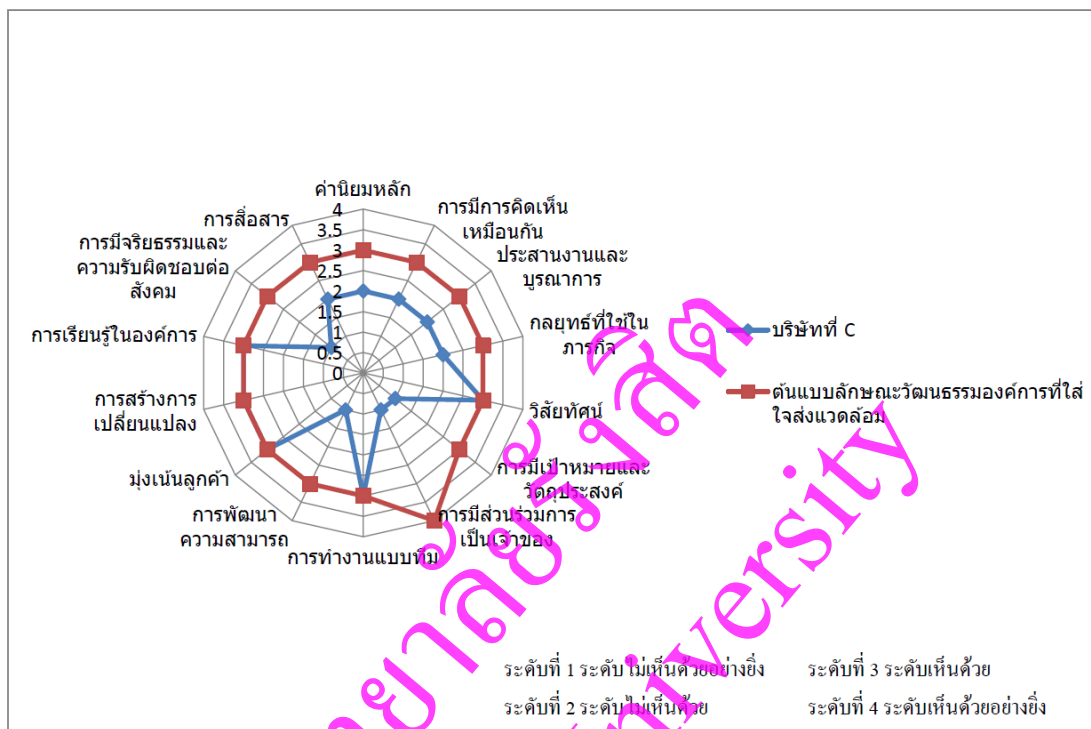 ค่านิยมหลัก
การมีการคิดเห็น
เหมือนกัน
ประสานงานและ
บูรณาการ
กลยุทธ์ที่ใช้ใน
ภารกิจ
วิสัยทัศน์
การมีเป้าหมายและ
วัตถุประสงค์
การมีส่วนร่วมการ
เป็นเจ้าของ
การทำงานแบบทีม
การพัฒนา
ความสามารถ
มุ่งเน้นลูกค้า
การสร้างการ
เปลี่ยนแปลง
การเรียนรู้ในองค์การ
การมีจริยธรรมและ
ความรับผิดชอบต่อ
สังคม
การสื่อสาร
4
3.5
3
2.5
2
1.5
1
0.5
0
บริษัทที่ C
ต้นแบบลักษณะวัฒนธรรมองค์การที่ใส่
ใจสิ่งแวดล้อม
ระดับที่ 1 ระดับไม่เห็นด้วยอย่างยิ่ง ระดับที่ 3 ระดับเห็นด้วย
ระดับที่ 2 ระดับไม่เห็นด้วย ระดับที่ 4 ระดับเห็นด้วยอย่างยิ่ง